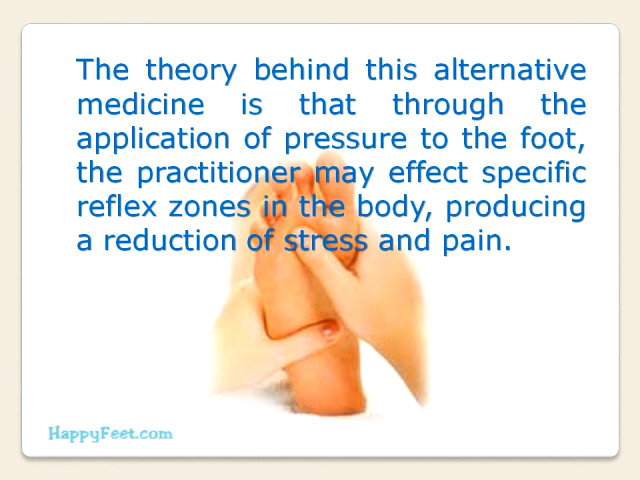 The theory behind this alternative
medicine is that through the
application of pressure to the foot,
the practitioner may effect specific
reflex zones in the body, producing
a reduction of stress and pain.
HappyFeet.com